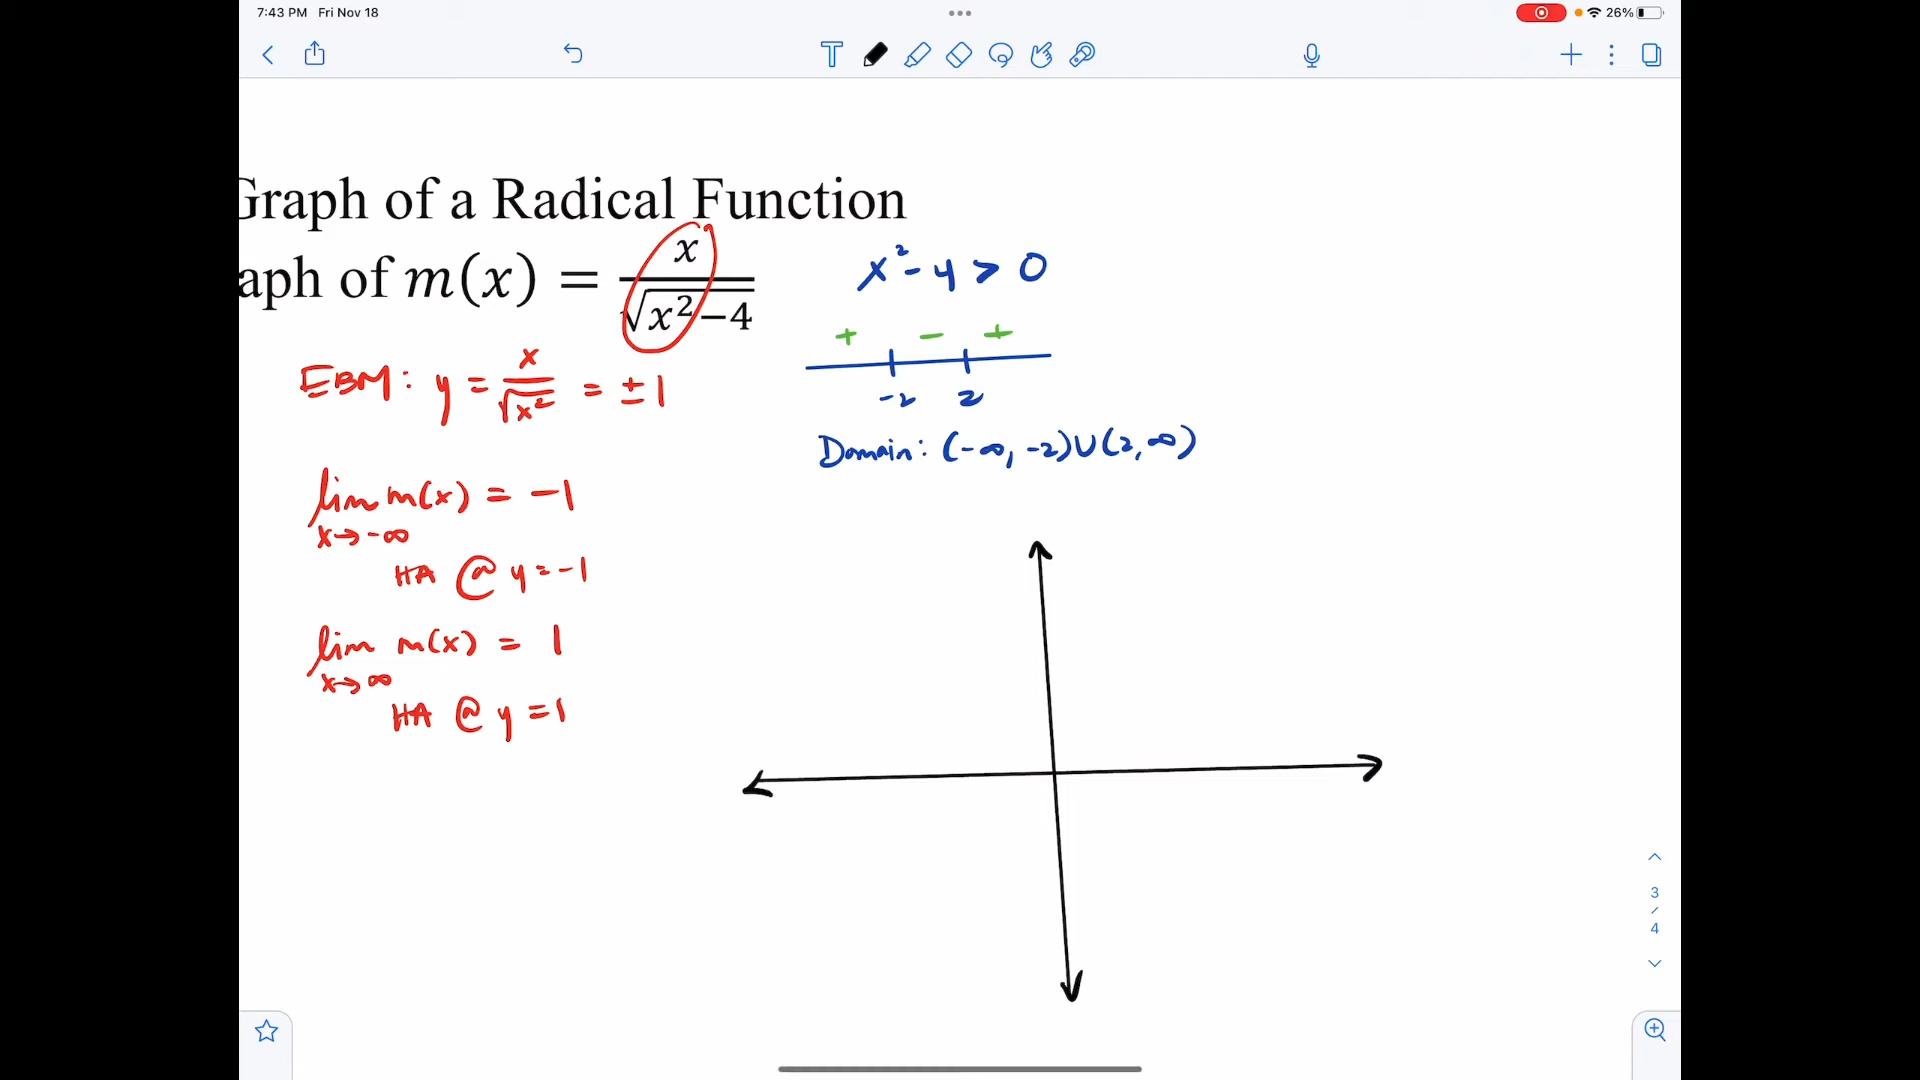 7:43 PM Fri Nov 18
26%
Graph of a Radical Function
aph of m(x) = x/√(x²−4)
x² - 4 > 0
+ - +
-2 2
Domain: (-∞, -2)∪(2, ∞)
EBM: y = x/√x² = ±1
lim m(x) = -1
x→-∞
HA @ y=-1
lim m(x) = 1
x→∞
HA @ y=1
3
/
4